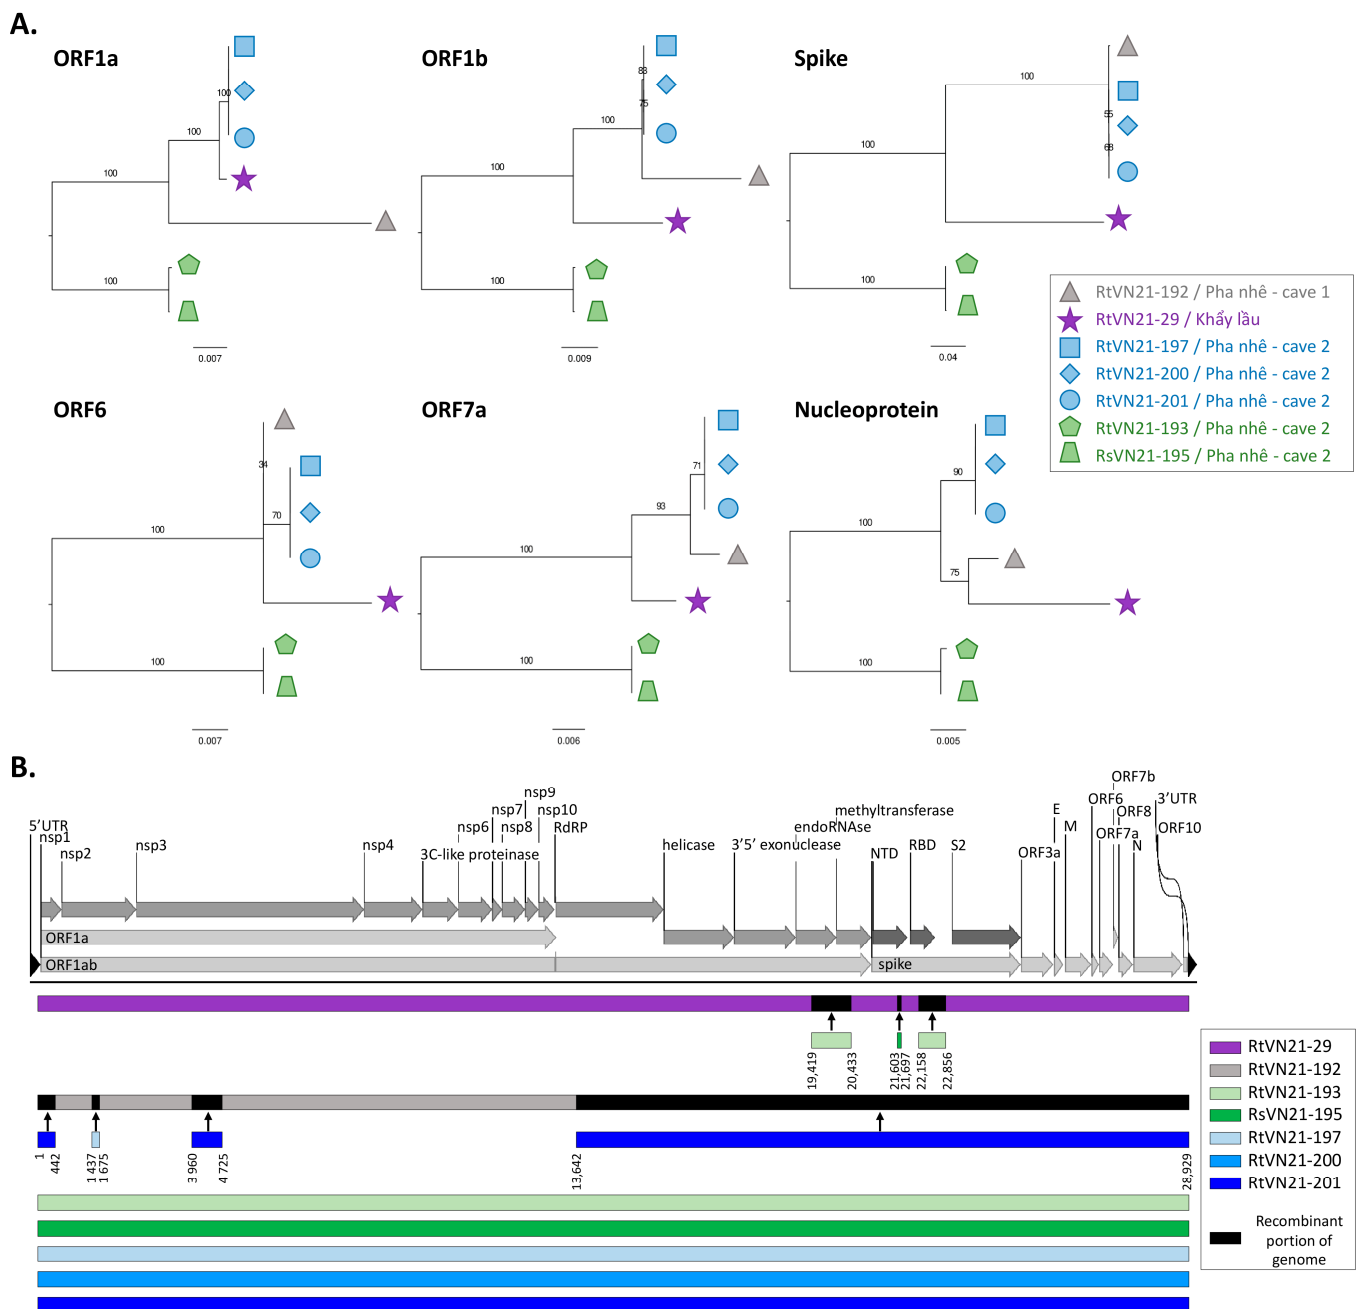 A.
ORF1a
100
100
100
100
0.007
ORF1b
83
75
100
100
100
0.009
Spike
100
55
68
100
100
0.04
RtVN21-192 / Pha nhê - cave 1
RtVN21-29 / Khẩy lầu
RtVN21-197 / Pha nhê - cave 2
RtVN21-200 / Pha nhê - cave 2
RtVN21-201 / Pha nhê - cave 2
RtVN21-193 / Pha nhê - cave 2
RsVN21-195 / Pha nhê - cave 2
ORF6
34
70
100
100
0.007
ORF7a
71
93
100
100
0.006
Nucleoprotein
90
100
75
100
0.005
B.
5'UTR
nsp1
nsp2
nsp3
nsp4
3C-like proteinase
nsp6
nsp7
nsp8
nsp9
nsp10
RdRP
helicase
3'5' exonuclease
endoRNAse
methyltransferase
NTD
RBD
S2
ORF3a
E
M
ORF6
ORF7a
ORF7b
ORF8
N
3'UTR
ORF10
ORF1a
ORF1ab
spike
19,419
20,433
21,603
21,697
22,158
22,856
1
442
1 437
1 675
3 960
4 725
13,642
28,929
RtVN21-29
RtVN21-192
RtVN21-193
RsVN21-195
RtVN21-197
RtVN21-200
RtVN21-201
Recombinant
portion of
genome